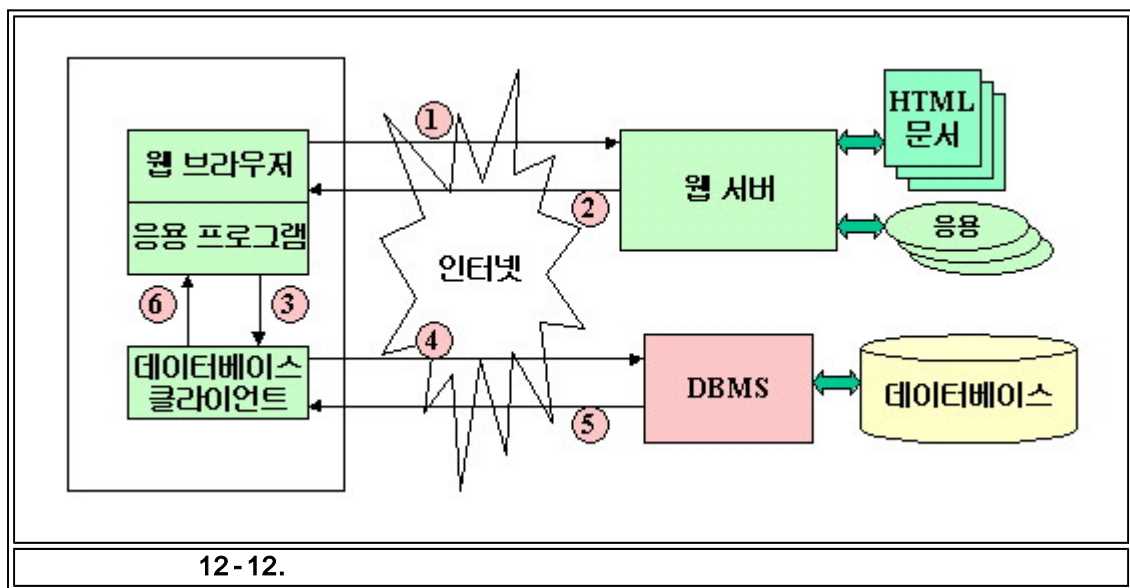 ①
HTML
문서
웹 브라우저
웹 서버
②
응용 프로그램
응용
인터넷
⑥
③
④
데이터베이스
클라이언트
DBMS
데이터베이스
⑤
12-12.